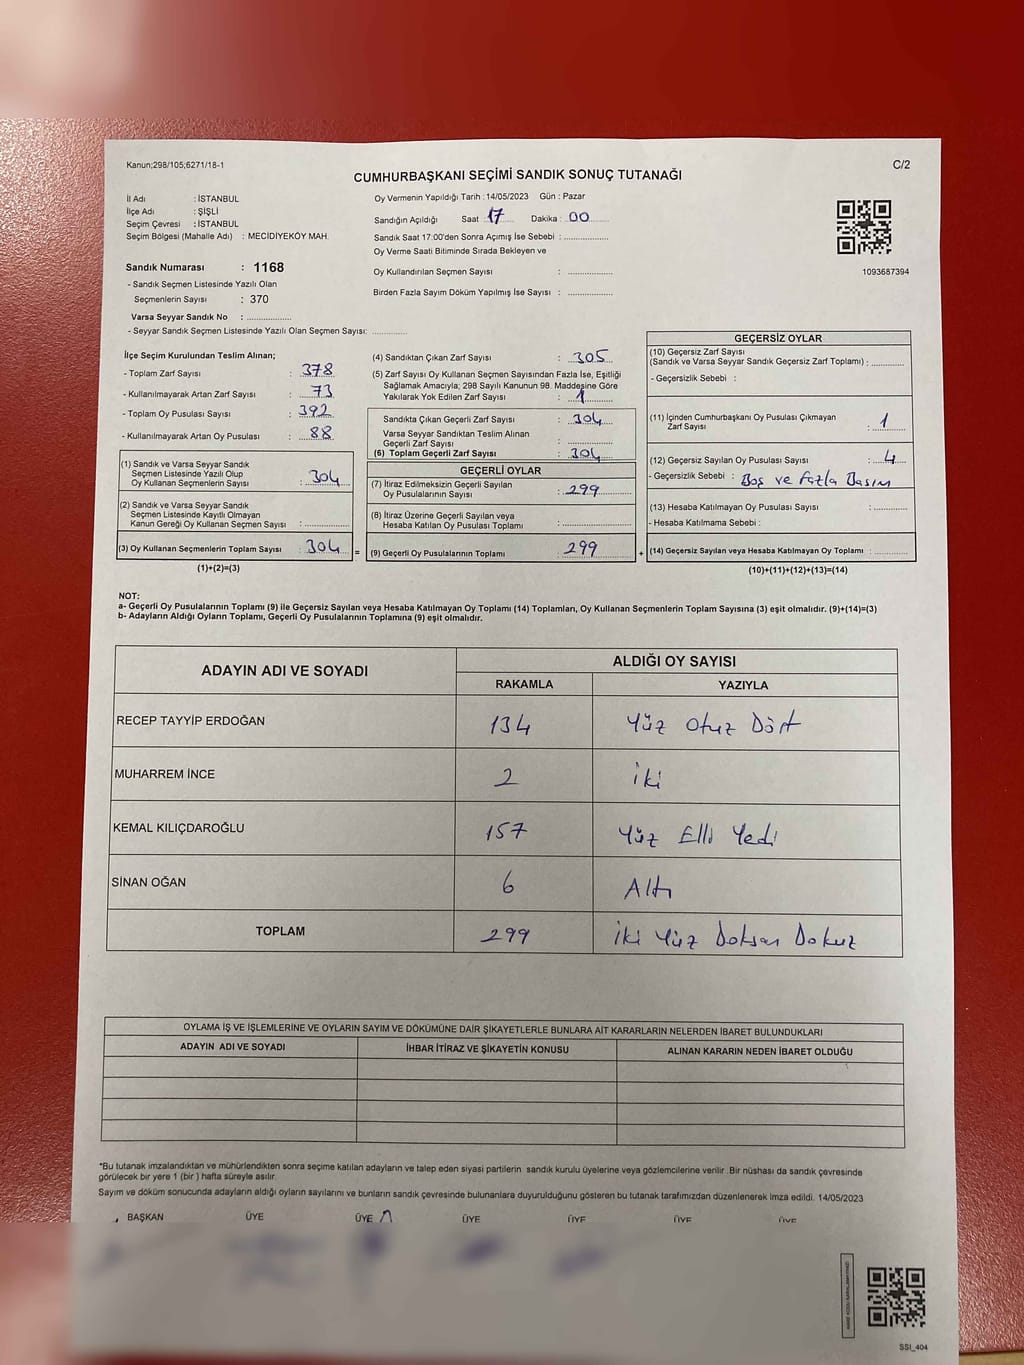 Kanun;298/105;6271/18-1
C/2
CUMHURBAŞKANI SEÇİMİ SANDIK SONUÇ TUTANAĞI
İl Adı : İSTANBUL
İlçe Adı : ŞİŞLİ
Seçim Çevresi : İSTANBUL
Seçim Bölgesi (Mahalle Adı) : MECİDİYEKÖY MAH.
Sandık Numarası : 1168
- Sandık Seçmen Listesinde Yazılı Olan
Seçmenlerin Sayısı : 370
Varsa Seyyar Sandık No : ..................
- Seyyar Sandık Seçmen Listesinde Yazılı Olan Seçmen Sayısı: ..............
Oy Vermenin Yapıldığı Tarih : 14/05/2023 Gün : Pazar
Sandığın Açıldığı Saat 17 Dakika : 00
Sandık Saat 17:00'den Sonra Açımış İse Sebebi : ..................
Oy Verme Saati Bitiminde Sırada Bekleyen ve
Oy Kullandırılan Seçmen Sayısı : ..................
Birden Fazla Sayım Döküm Yapılmış İse Sayısı : ..................
1093687394
İlçe Seçim Kurulundan Teslim Alınan;
- Toplam Zarf Sayısı : 378
- Kullanılmayarak Artan Zarf Sayısı : 73
- Toplam Oy Pusulası Sayısı : 392
- Kullanılmayarak Artan Oy Pusulası : 88
(1) Sandık ve Varsa Seyyar Sandık
Seçmen Listesinde Yazılı Olup
Oy Kullanan Seçmenlerin Sayısı : 304
(2) Sandık ve Varsa Seyyar Sandık
Seçmen Listesinde Kayıtlı Olmayan
Kanun Gereği Oy Kullanan Seçmen Sayısı : ..................
(3) Oy Kullanan Seçmenlerin Toplam Sayısı : 304 =
(1)+(2)=(3)
(4) Sandıktan Çıkan Zarf Sayısı : 305
(5) Zarf Sayısı Oy Kullanan Seçmen Sayısından Fazla İse, Eşitliği
Sağlamak Amacıyla; 298 Sayılı Kanunun 98. Maddesine Göre
Yakılarak Yok Edilen Zarf Sayısı : 1
Sandıkta Çıkan Geçerli Zarf Sayısı : 304
Varsa Seyyar Sandıktan Teslim Alınan
Geçerli Zarf Sayısı : ..................
(6) Toplam Geçerli Zarf Sayısı : 304
GEÇERLİ OYLAR
(7) İtiraz Edilmeksizin Geçerli Sayılan
Oy Pusulalarının Sayısı : 299
(8) İtiraz Üzerine Geçerli Sayılan veya
Hesaba Katılan Oy Pusulası Toplamı : ..................
(9) Geçerli Oy Pusulalarının Toplamı : 299 +
GEÇERSİZ OYLAR
(10) Geçersiz Zarf Sayısı
(Sandık ve Varsa Seyyar Sandık Geçersiz Zarf Toplamı) : ............
- Geçersizlik Sebebi :
(11) İçinden Cumhurbaşkanı Oy Pusulası Çıkmayan
Zarf Sayısı : 1
(12) Geçersiz Sayılan Oy Pusulası Sayısı : 4
- Geçersizlik Sebebi : Boş ve Fazla Basım
(13) Hesaba Katılmayan Oy Pusulası Sayısı : ............
- Hesaba Katılmama Sebebi :
(14) Geçersiz Sayılan veya Hesaba Katılmayan Oy Toplamı : ............
(10)+(11)+(12)+(13)=(14)
NOT:
a- Geçerli Oy Pusulalarının Toplamı (9) ile Geçersiz Sayılan veya Hesaba Katılmayan Oy Toplamı (14) Toplamları, Oy Kullanan Seçmenlerin Toplam Sayısına (3) eşit olmalıdır. (9)+(14)=(3)
b- Adayların Aldığı Oyların Toplamı, Geçerli Oy Pusulalarının Toplamına (9) eşit olmalıdır.
ADAYIN ADI VE SOYADI
ALDIĞI OY SAYISI
RAKAMLA YAZIYLA
RECEP TAYYİP ERDOĞAN 134 Yüz Otuz Dört
MUHARREM İNCE 2 iki
KEMAL KILIÇDAROĞLU 157 Yüz Elli Yedi
SİNAN OĞAN 6 Altı
TOPLAM 299 iki Yüz Doksan Dokuz
OYLAMA İŞ VE İŞLEMLERİNE VE OYLARIN SAYIM VE DÖKÜMÜNE DAİR ŞİKAYETLERLE BUNLARA AİT KARARLARIN NELERDEN İBARET BULUNDUKLARI
ADAYIN ADI VE SOYADI İHBAR İTİRAZ VE ŞİKAYETİN KONUSU ALINAN KARARIN NEDEN İBARET OLDUĞU
*Bu tutanak imzalandıktan ve mühürlendikten sonra seçime katılan adayların ve talep eden siyasi partilerin sandık kurulu üyelerine veya gözlemcilerine verilir. Bir nüshası da sandık çevresinde
görülecek bir yere 1 (bir ) hafta süreyle asılır.
Sayım ve döküm sonucunda adayların aldığı oyların sayılarını ve bunların sandık çevresinde bulunanlara duyurulduğunu gösteren bu tutanak tarafımızdan düzenlenerek imza edildi. 14/05/2023
BAŞKAN ÜYE ÜYE ÜYE ÜYE ÜYE ÜYE
SSI_404